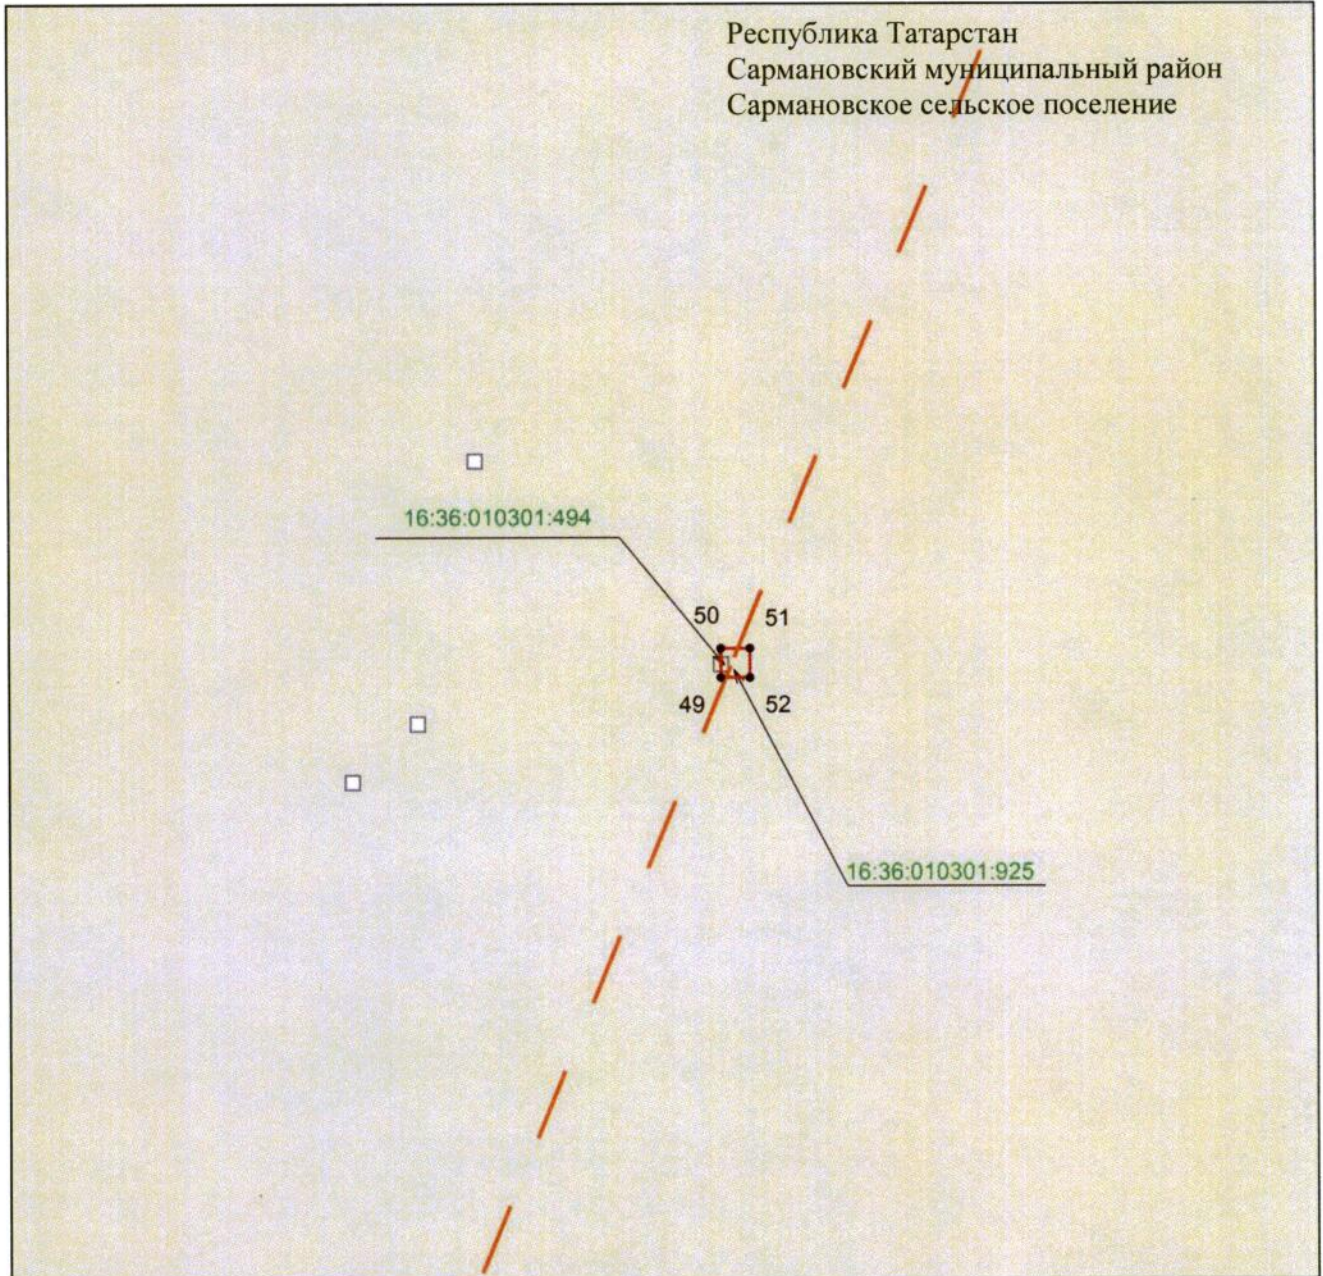 Республика Татарстан
Сармановский муниципальный район
Сармановское сельское поселение
16:36:010301:494
50
51
49
52
16:36:010301:925